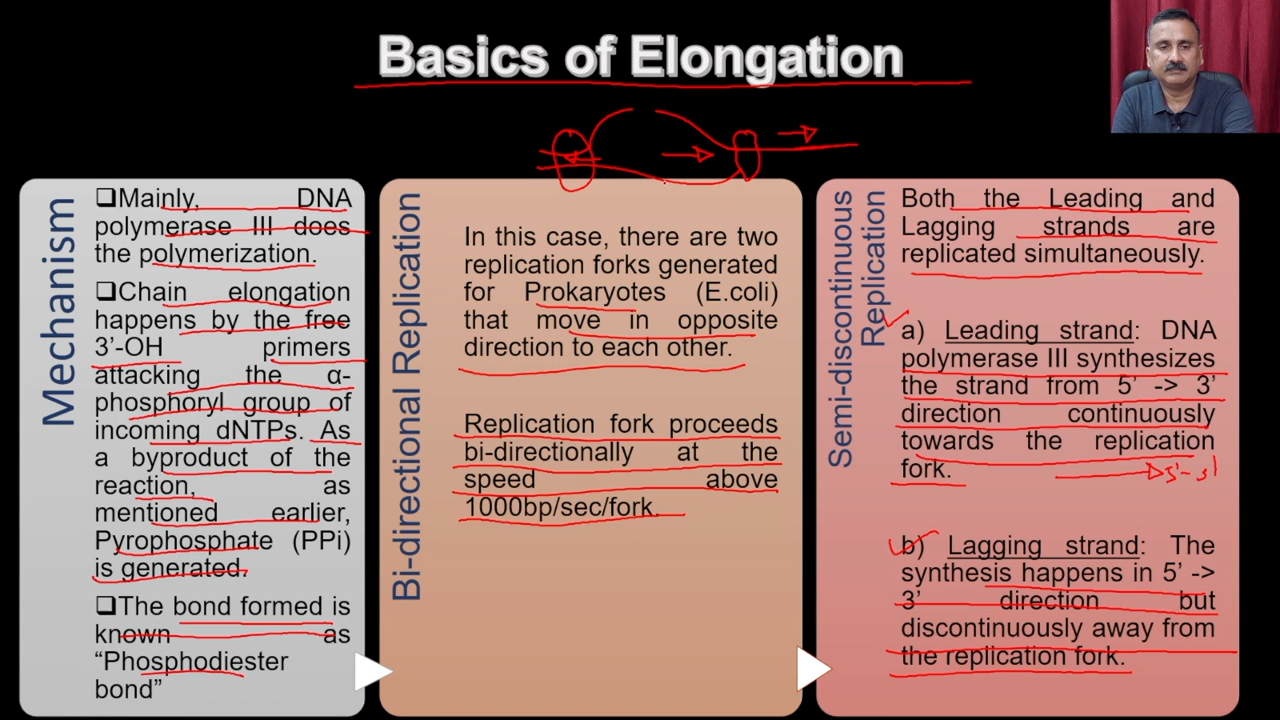 Basics of Elongation
Mechanism
❑Mainly, DNA
polymerase III does
the polymerization.
❑Chain elongation
happens by the free
3’-OH primers
attacking the α-
phosphoryl group of
incoming dNTPs. As
a byproduct of the
reaction, as
mentioned earlier,
Pyrophosphate (PPi)
is generated.
❑The bond formed is
known as
“Phosphodiester
bond”
Bi-directional Replication
In this case, there are two
replication forks generated
for Prokaryotes (E.coli)
that move in opposite
direction to each other.
Replication fork proceeds
bi-directionally at the
speed above
1000bp/sec/fork.
Semi-discontinuous
Replication
Both the Leading and
Lagging strands are
replicated simultaneously.
a) Leading strand: DNA
polymerase III synthesizes
the strand from 5’ -> 3’
direction continuously
towards the replication
fork.
b) Lagging strand: The
synthesis happens in 5’ ->
3’ direction but
discontinuously away from
the replication fork.